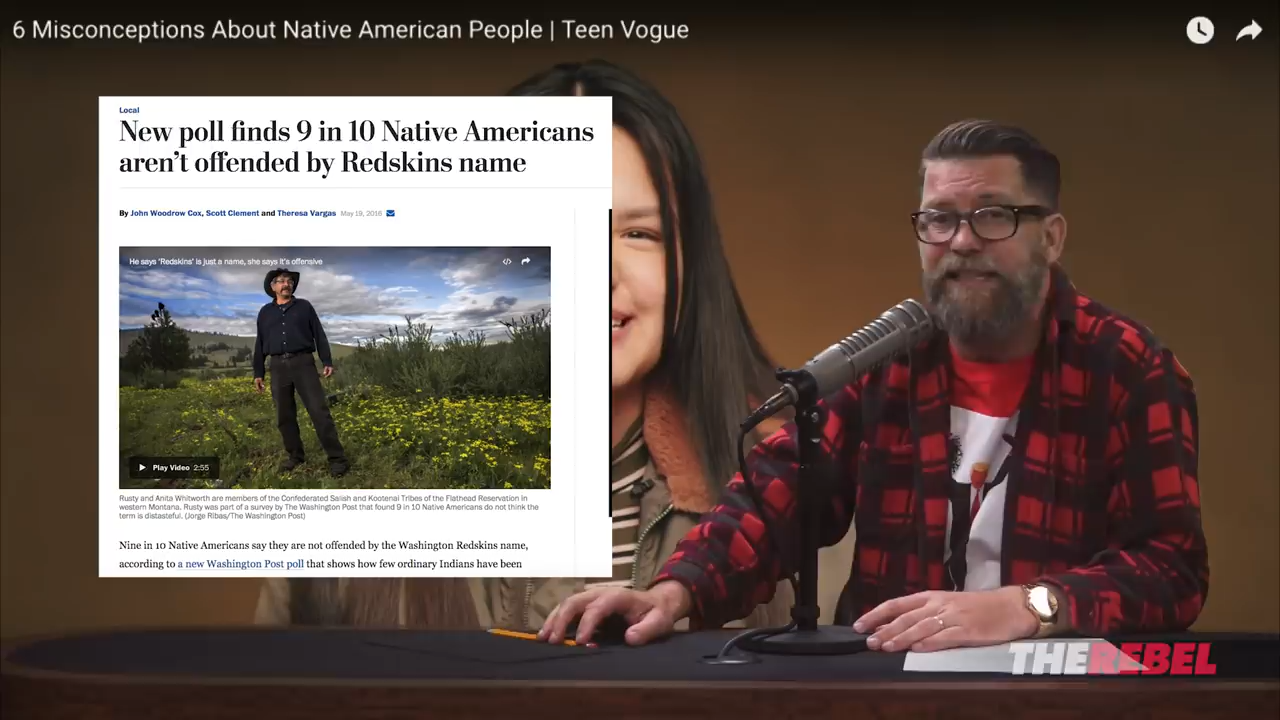 6 Misconceptions About Native American People | Teen Vogue
Local
New poll finds 9 in 10 Native Americans
aren't offended by Redskins name
By John Woodrow Cox, Scott Clement and Theresa Vargas May 19, 2016
He says 'Redskins' is just a name, she says it's offensive
Play Video 2:55
Rusty and Anita Whitworth are members of the Confederated Salish and Kootenai Tribes of the Flathead Reservation in
western Montana. Rusty was part of a survey by The Washington Post that found 9 in 10 Native Americans do not think the
term is distasteful. (Jorge Ribas/The Washington Post)
Nine in 10 Native Americans say they are not offended by the Washington Redskins name,
according to a new Washington Post poll that shows how few ordinary Indians have been
THE REBEL